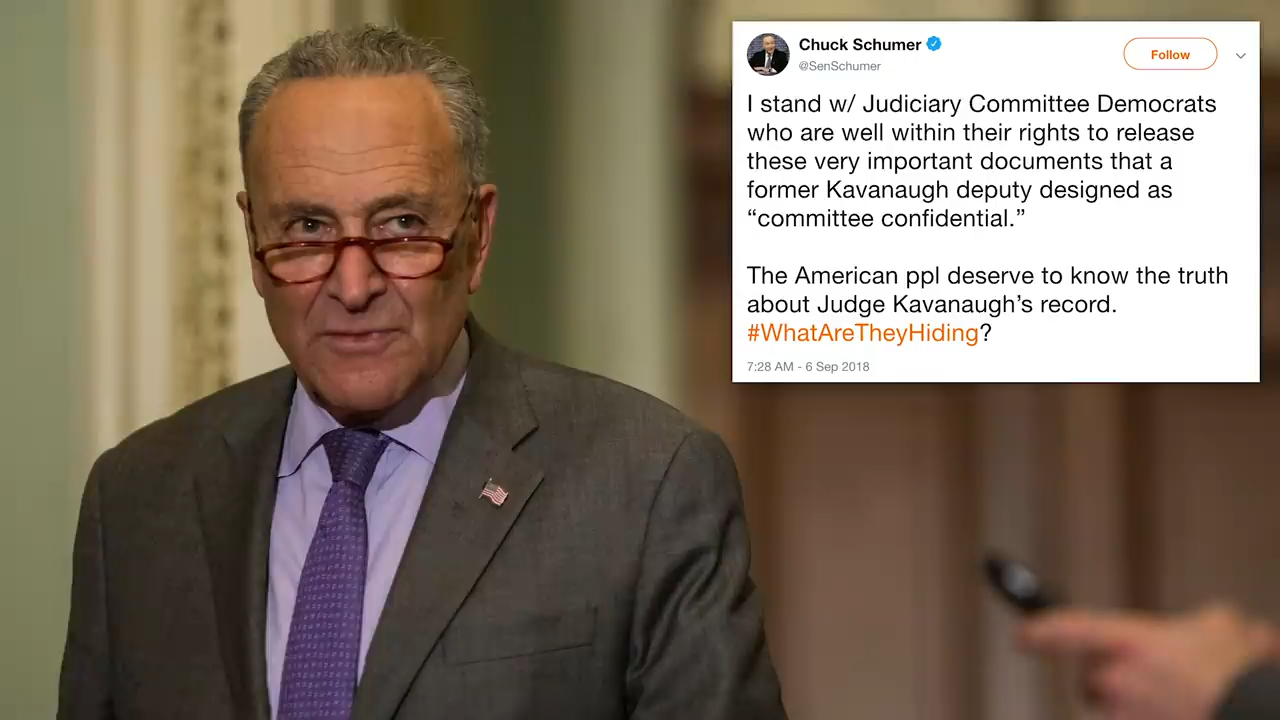 Chuck Schumer
@SenSchumer
Follow
I stand w/ Judiciary Committee Democrats
who are well within their rights to release
these very important documents that a
former Kavanaugh deputy designed as
“committee confidential.”
The American ppl deserve to know the truth
about Judge Kavanaugh’s record.
#WhatAreTheyHiding?
7:28 AM - 6 Sep 2018